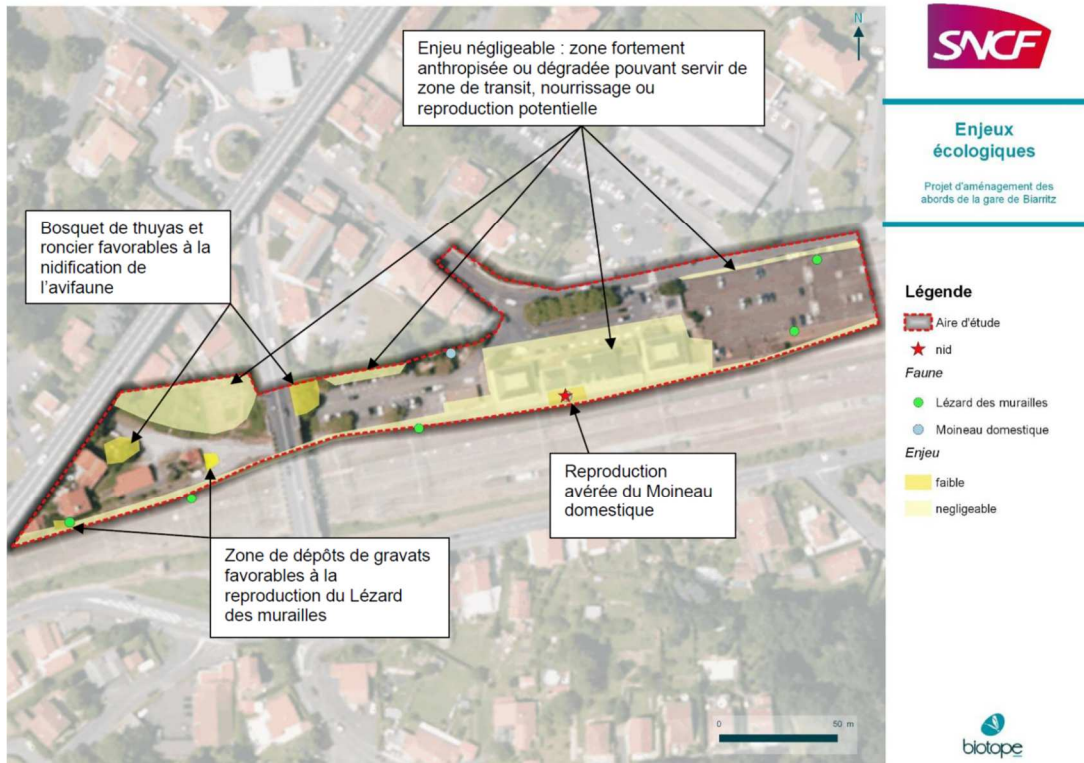 Enjeu négligeable : zone fortement
anthropisée ou dégradée pouvant servir de
zone de transit, nourrissage ou
reproduction potentielle
Bosquet de thuyas et
roncier favorables à la
nidification de
l'avifaune
Reproduction
avérée du Moineau
domestique
Zone de dépôts de gravats
favorables à la
reproduction du Lézard
des murailles
N
0
50 m
SNCF
Enjeux
écologiques
Projet d'aménagement des
abords de la gare de Biarritz
Légende
Aire d'étude
nid
Faune
Lézard des murailles
Moineau domestique
Enjeu
faible
negligeable
biotope